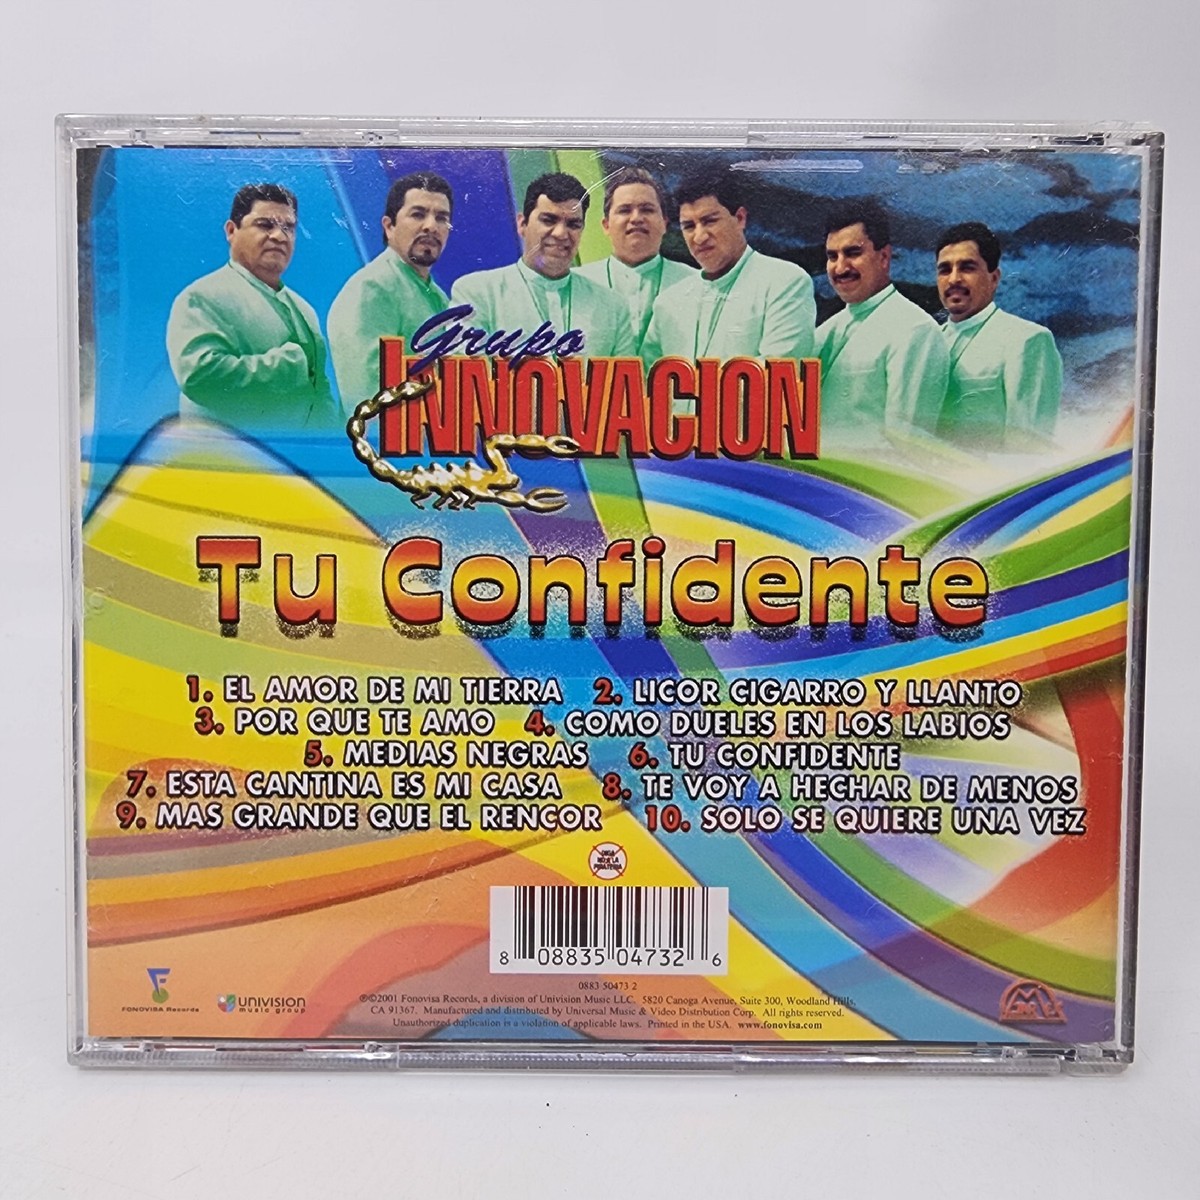 Grupo
INNOVACION
Tu Confidente
1. EL AMOR DE MI TIERRA 2. LICOR CIGARRO Y LLANTO
3. POR QUE TE AMO 4. COMO DUELES EN LOS LABIOS
5. MEDIAS NEGRAS 6. TU CONFIDENTE
7. ESTA CANTINA ES MI CASA 8. TE VOY A HECHAR DE MENOS
9. MAS GRANDE QUE EL RENCOR 10. SOLO SE QUIERE UNA VEZ
DIGA
NO A LA
PIRATERIA
8 08835 04732 6
0883 50473 2
℗©2001 Fonovisa Records, a division of Univision Music LLC. 5820 Canoga Avenue, Suite 300, Woodland Hills,
CA 91367. Manufactured and distributed by Universal Music & Video Distribution Corp. All rights reserved.
Unauthorized duplication is a violation of applicable laws. Printed in the USA. www.fonovisa.com
FONOVISA Records
UNIVISION
music group